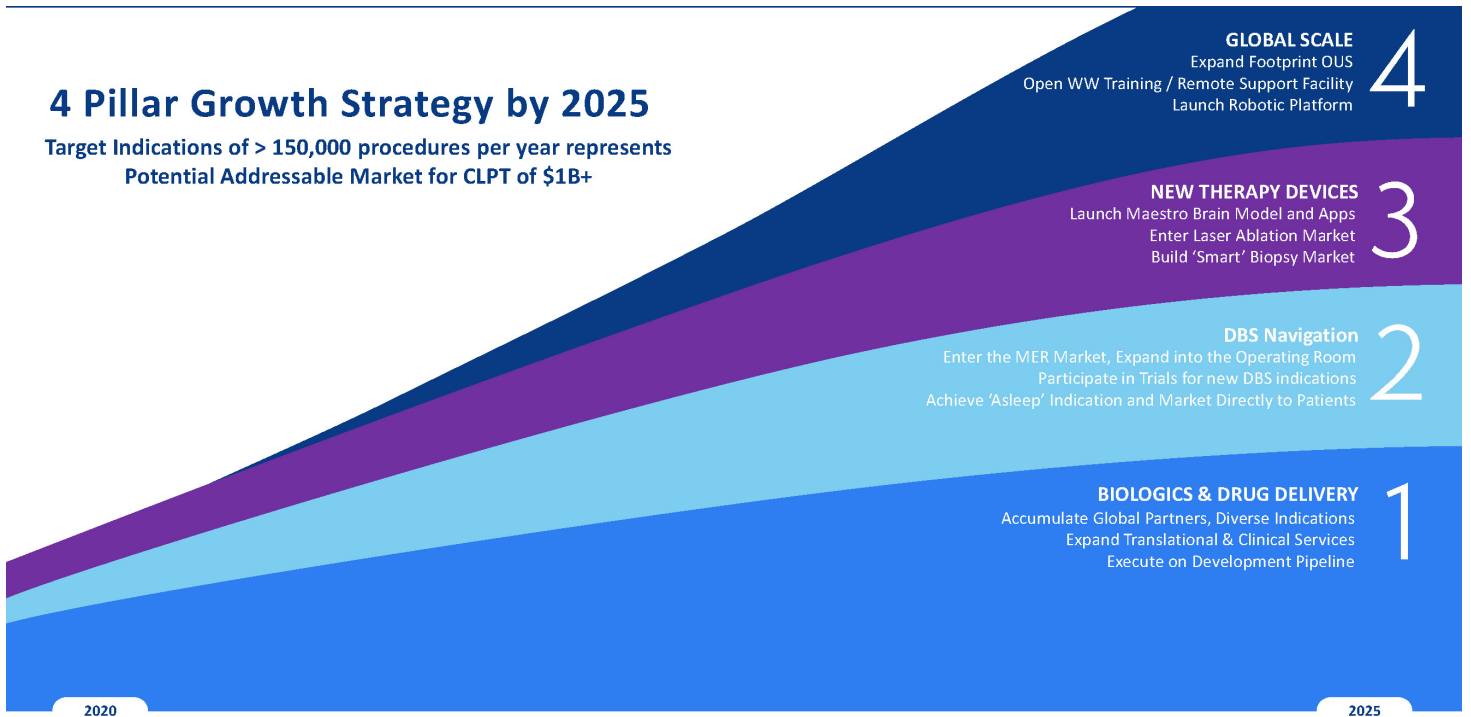 4 Pillar Growth Strategy by 2025
Target Indications of > 150,000 procedures per year represents
Potential Addressable Market for CLPT of $1B+
GLOBAL SCALE
Expand Footprint OUS
Open WW Training / Remote Support Facility
Launch Robotic Platform
4
NEW THERAPY DEVICES
Launch Maestro Brain Model and Apps
Enter Laser Ablation Market
Build ‘Smart’ Biopsy Market
3
DBS Navigation
Enter the MER Market, Expand into the Operating Room
Participate in Trials for new DBS indications
Achieve ‘Asleep’ Indication and Market Directly to Patients
2
BIOLOGICS & DRUG DELIVERY
Accumulate Global Partners, Diverse Indications
Expand Translational & Clinical Services
Execute on Development Pipeline
1
2020
2025